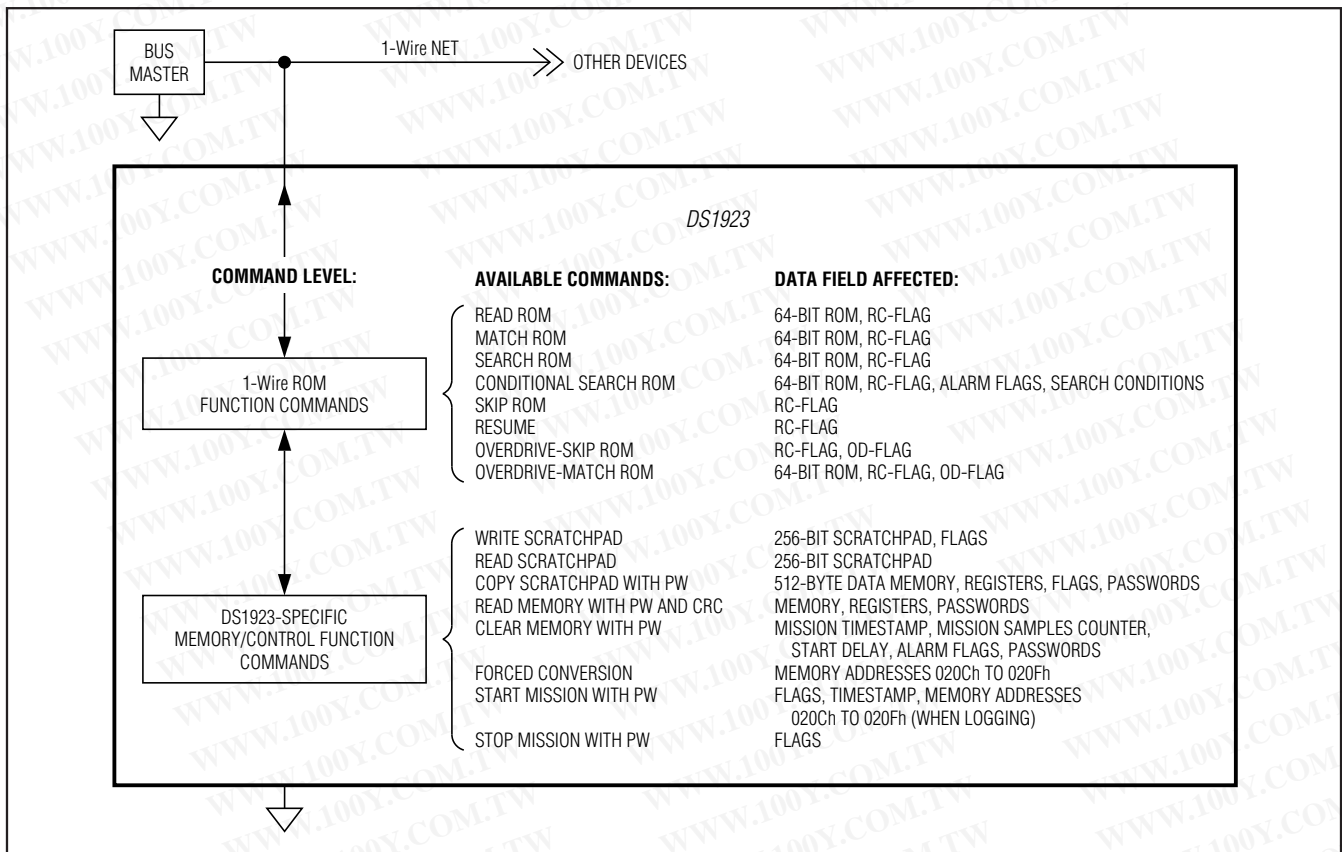 BUS
MASTER
1-Wire NET
OTHER DEVICES
DS1923
COMMAND LEVEL: AVAILABLE COMMANDS: DATA FIELD AFFECTED:
1-Wire ROM
FUNCTION COMMANDS
READ ROM 64-BIT ROM, RC-FLAG
MATCH ROM 64-BIT ROM, RC-FLAG
SEARCH ROM 64-BIT ROM, RC-FLAG
CONDITIONAL SEARCH ROM 64-BIT ROM, RC-FLAG, ALARM FLAGS, SEARCH CONDITIONS
SKIP ROM RC-FLAG
RESUME RC-FLAG
OVERDRIVE-SKIP ROM RC-FLAG, OD-FLAG
OVERDRIVE-MATCH ROM 64-BIT ROM, RC-FLAG, OD-FLAG
DS1923-SPECIFIC
MEMORY/CONTROL FUNCTION
COMMANDS
WRITE SCRATCHPAD 256-BIT SCRATCHPAD, FLAGS
READ SCRATCHPAD 256-BIT SCRATCHPAD
COPY SCRATCHPAD WITH PW 512-BYTE DATA MEMORY, REGISTERS, FLAGS, PASSWORDS
READ MEMORY WITH PW AND CRC MEMORY, REGISTERS, PASSWORDS
CLEAR MEMORY WITH PW MISSION TIMESTAMP, MISSION SAMPLES COUNTER,
START DELAY, ALARM FLAGS, PASSWORDS
FORCED CONVERSION MEMORY ADDRESSES 020Ch TO 020Fh
START MISSION WITH PW FLAGS, TIMESTAMP, MEMORY ADDRESSES
020Ch TO 020Fh (WHEN LOGGING)
STOP MISSION WITH PW FLAGS
WWW.100Y.COM.TW